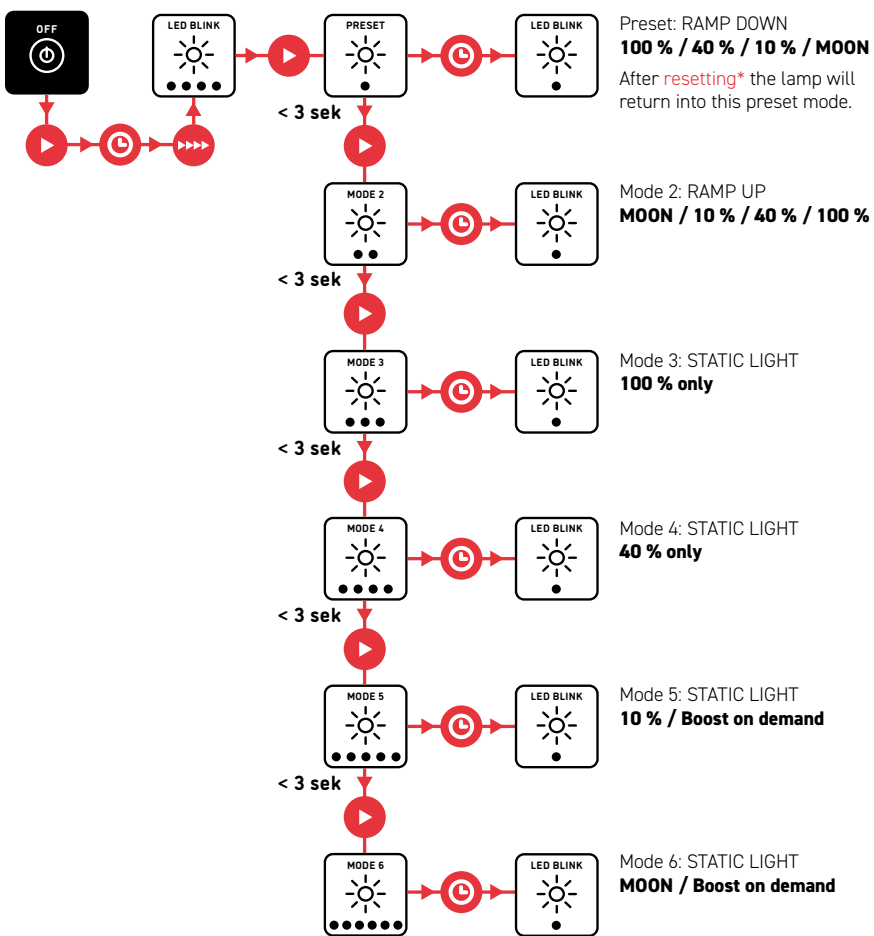 OFF
LED BLINK
PRESET
LED BLINK
Preset: RAMP DOWN
100 % / 40 % / 10 % / MOON
After resetting* the lamp will
return into this preset mode.
< 3 sek
MODE 2
LED BLINK
Mode 2: RAMP UP
MOON / 10 % / 40 % / 100 %
< 3 sek
MODE 3
LED BLINK
Mode 3: STATIC LIGHT
100 % only
< 3 sek
MODE 4
LED BLINK
Mode 4: STATIC LIGHT
40 % only
< 3 sek
MODE 5
LED BLINK
Mode 5: STATIC LIGHT
10 % / Boost on demand
< 3 sek
MODE 6
LED BLINK
Mode 6: STATIC LIGHT
MOON / Boost on demand